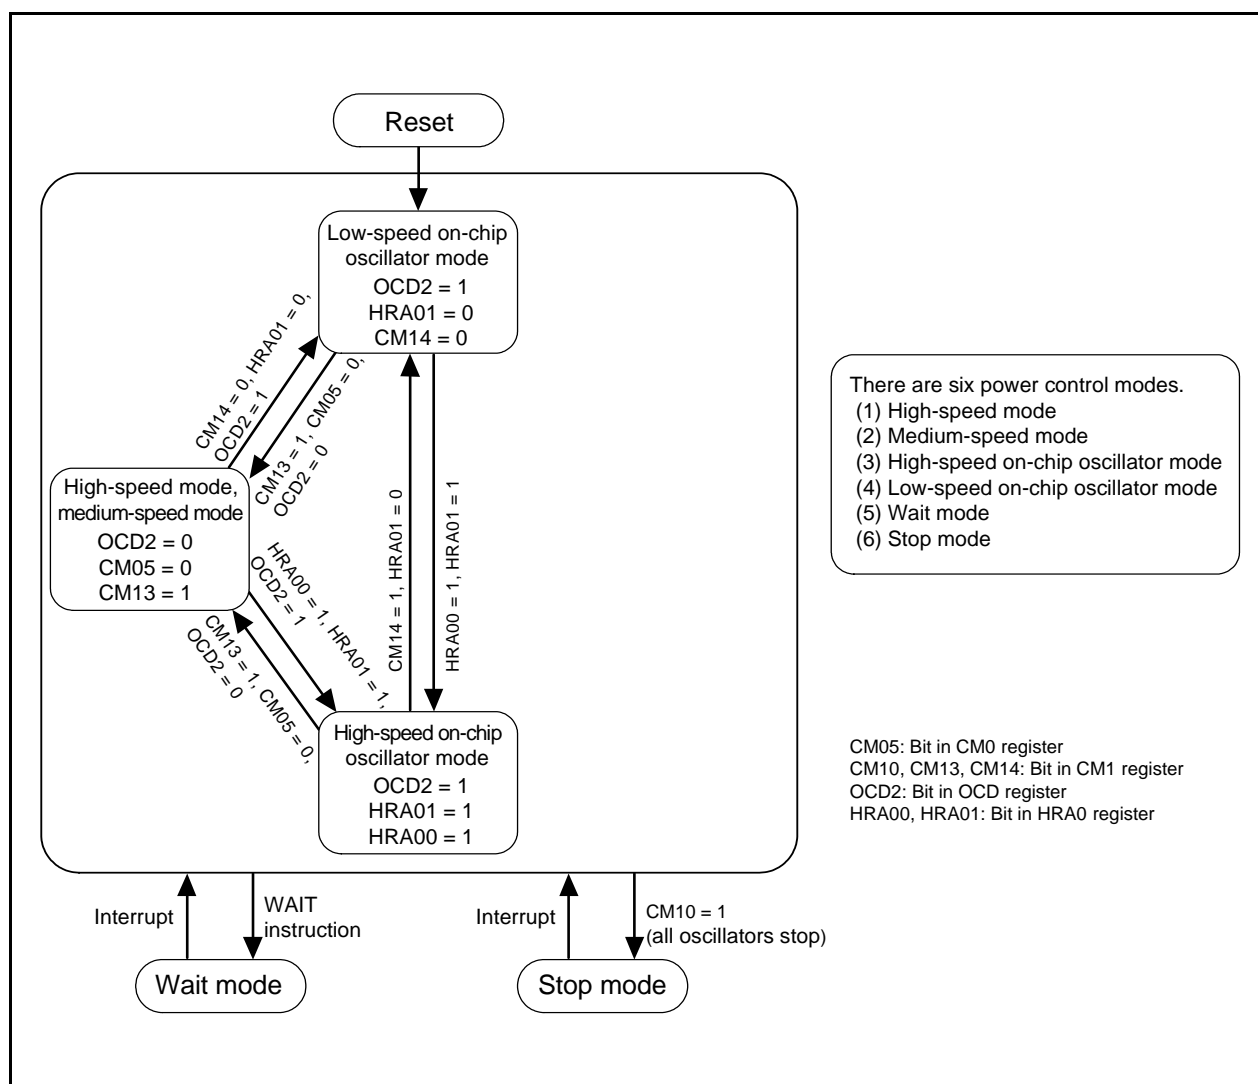 Reset
Low-speed on-chip
oscillator mode
OCD2 = 1
HRA01 = 0
CM14 = 0
CM14 = 0, HRA01 = 0,
OCD2 = 1
CM13 = 1, CM05 = 0,
OCD2 = 0
High-speed mode,
medium-speed mode
OCD2 = 0
CM05 = 0
CM13 = 1
HRA00 = 1, HRA01 = 1,
OCD2 = 1
CM13 = 1, CM05 = 0,
OCD2 = 0
CM14 = 1, HRA01 = 0
HRA00 = 1, HRA01 = 1
High-speed on-chip
oscillator mode
OCD2 = 1
HRA01 = 1
HRA00 = 1
Interrupt
WAIT
instruction
Wait mode
Interrupt
CM10 = 1
(all oscillators stop)
Stop mode
There are six power control modes.
(1) High-speed mode
(2) Medium-speed mode
(3) High-speed on-chip oscillator mode
(4) Low-speed on-chip oscillator mode
(5) Wait mode
(6) Stop mode
CM05: Bit in CM0 register
CM10, CM13, CM14: Bit in CM1 register
OCD2: Bit in OCD register
HRA00, HRA01: Bit in HRA0 register